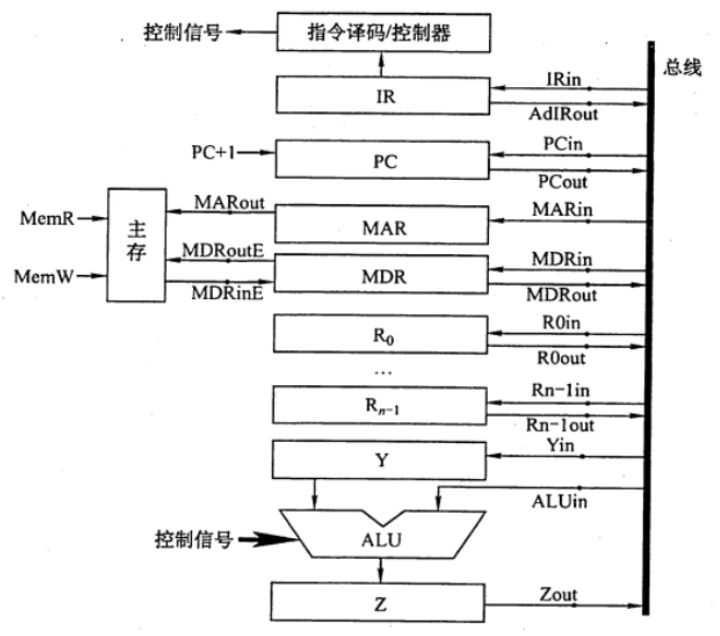 控制信号
指令译码/控制器
总线
IRin
IR
AdIRout
PC+1
PCin
PC
PCout
MARout
MARin
MemR
主存
MAR
MDRoutE
MDRin
MemW
MDR
MDRinE
MDRout
R0in
R₀
R0out
...
Rn-1in
Rₙ₋₁
Rn-1out
Yin
Y
ALUin
控制信号
ALU
Zout
Z